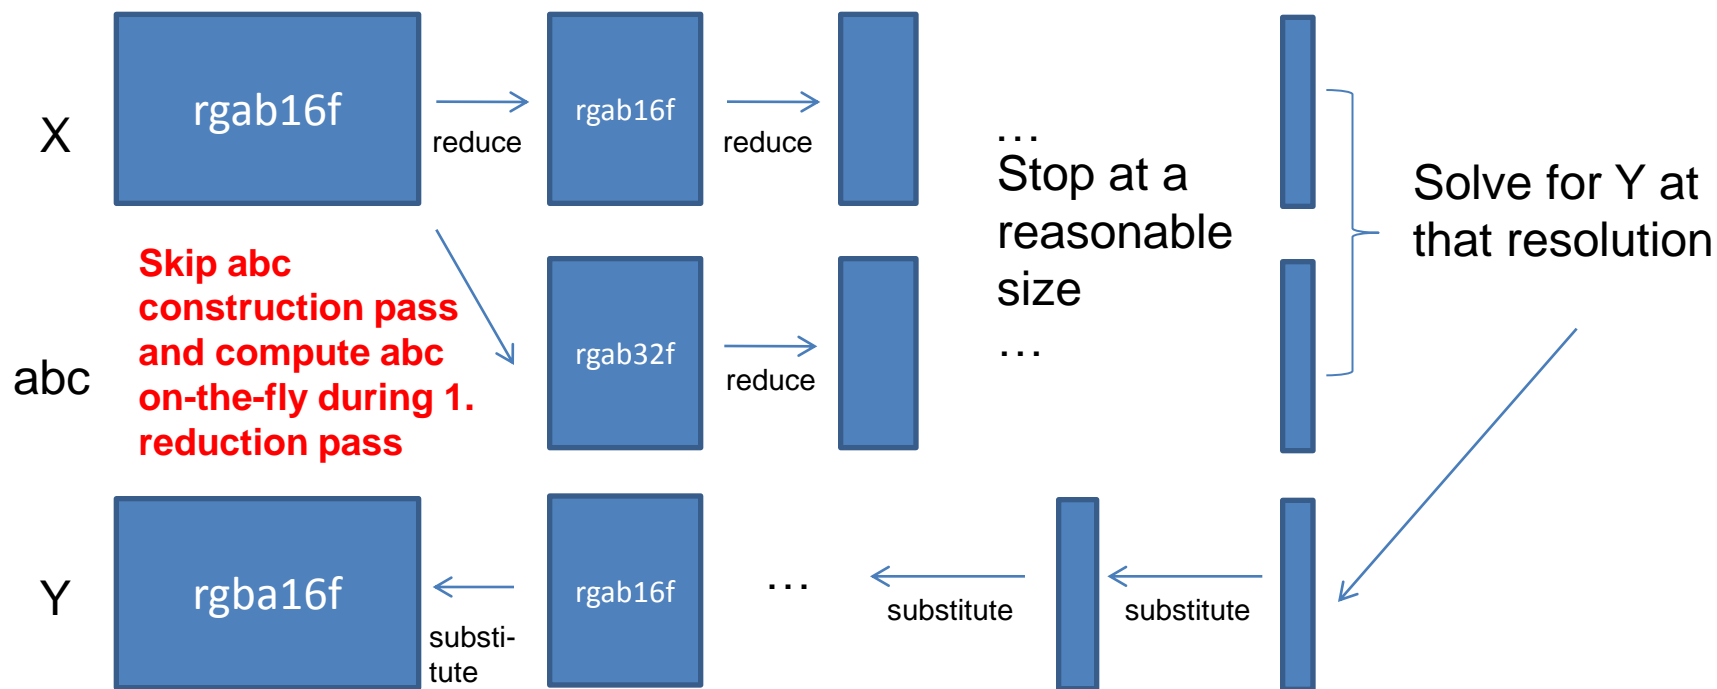 X
rgab16f
reduce
rgab16f
reduce
...
Stop at a
reasonable
size
...
Solve for Y at
that resolution
abc
Skip abc
construction pass
and compute abc
on-the-fly during 1.
reduction pass
rgab32f
reduce
Y
rgba16f
substi-
tute
rgab16f
...
substitute
substitute